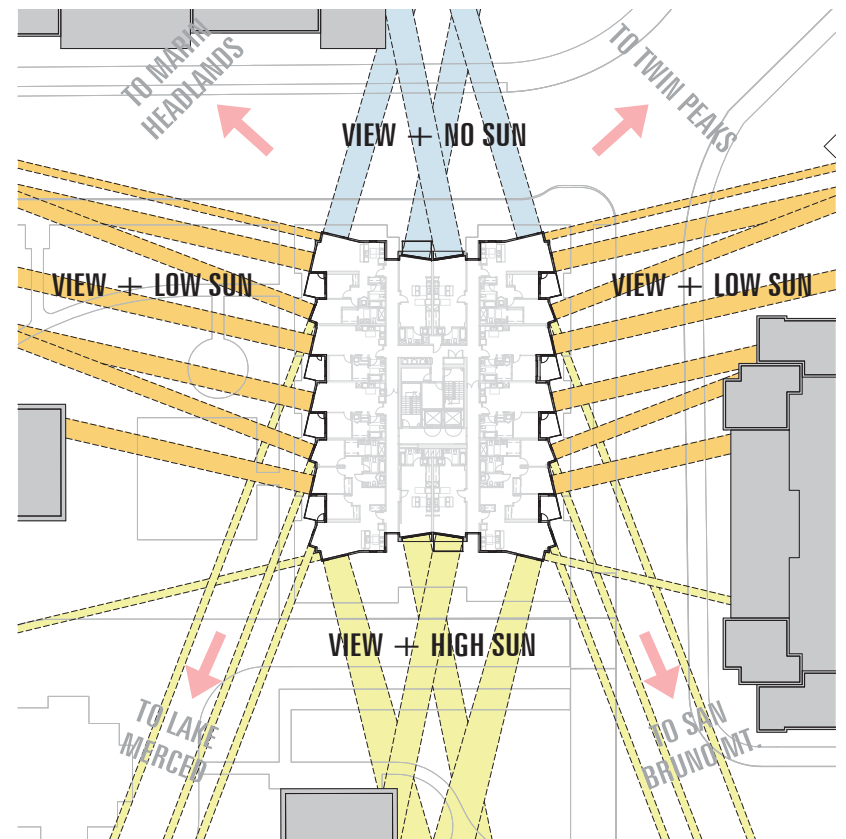 TO MARIN
HEADLANDS
TO TWIN PEAKS
VIEW + NO SUN
VIEW + LOW SUN
VIEW + LOW SUN
VIEW + HIGH SUN
TO LAKE
MERCED
TO SAN
BRUNO MT.